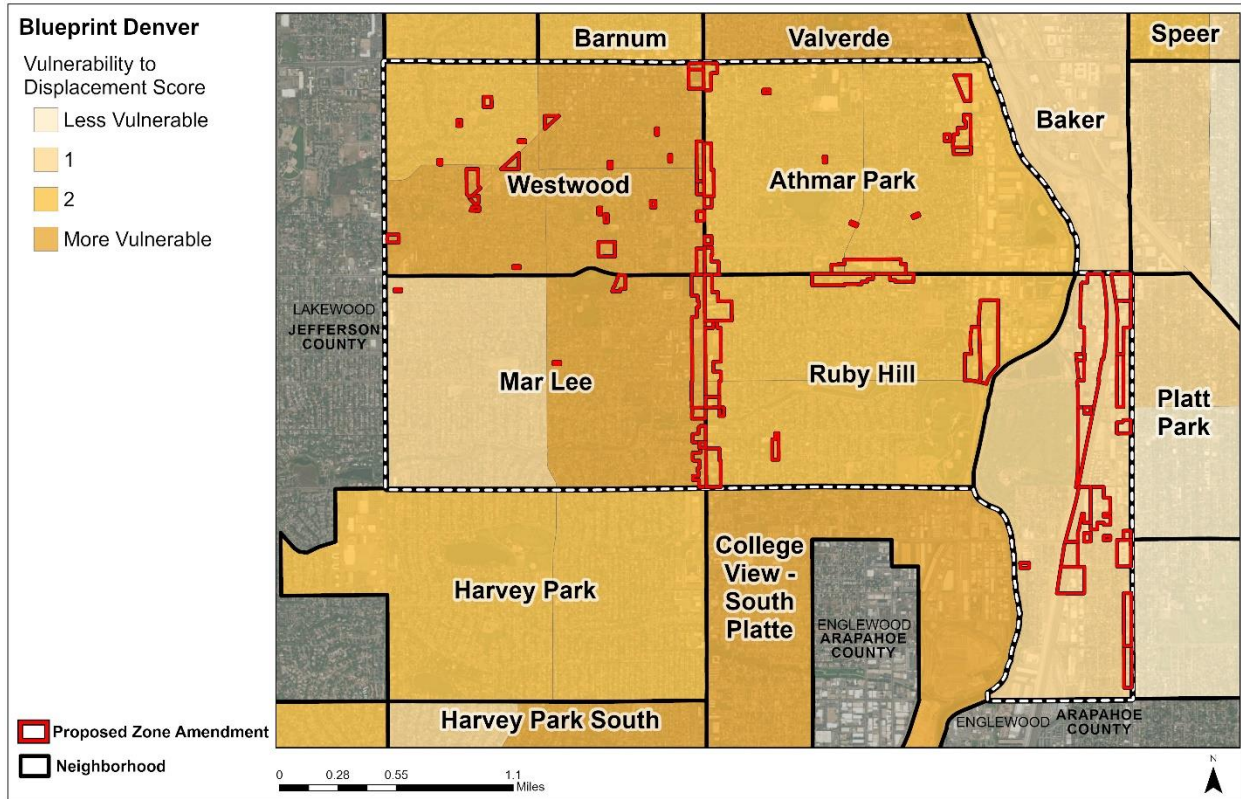 Blueprint Denver
Vulnerability to
Displacement Score
Less Vulnerable
1
2
More Vulnerable
Proposed Zone Amendment
Neighborhood
Barnum
Valverde
Speer
Baker
Westwood
Athmar Park
LAKEWOOD
JEFFERSON
COUNTY
Mar Lee
Ruby Hill
Platt
Park
Harvey Park
College
View -
South
Platte
ENGLEWOOD
ARAPAHOE
COUNTY
Harvey Park South
ENGLEWOOD
ARAPAHOE
COUNTY
0 0.28 0.55 1.1
Miles
N